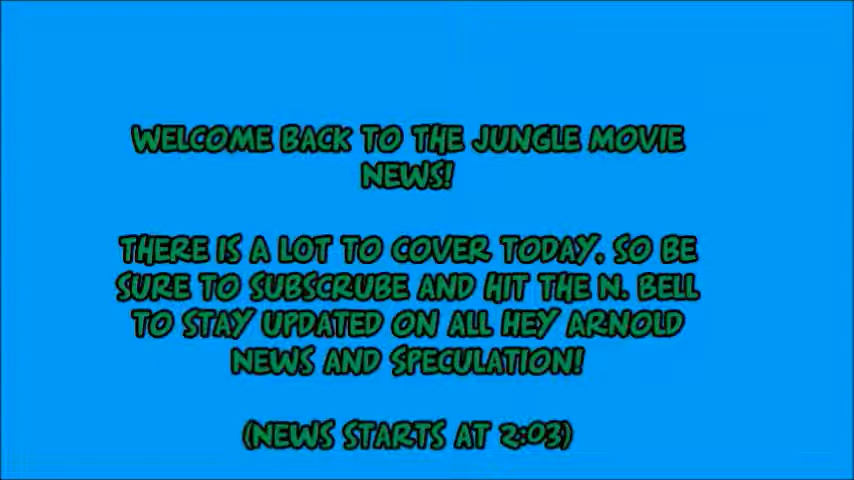 WELCOME BACK TO THE JUNGLE MOVIE
NEWS!
THERE IS A LOT TO COVER TODAY, SO BE
SURE TO SUBSCRUBE AND HIT THE N. BELL
TO STAY UPDATED ON ALL HEY ARNOLD
NEWS AND SPECULATION!
(NEWS STARTS AT 2:03)